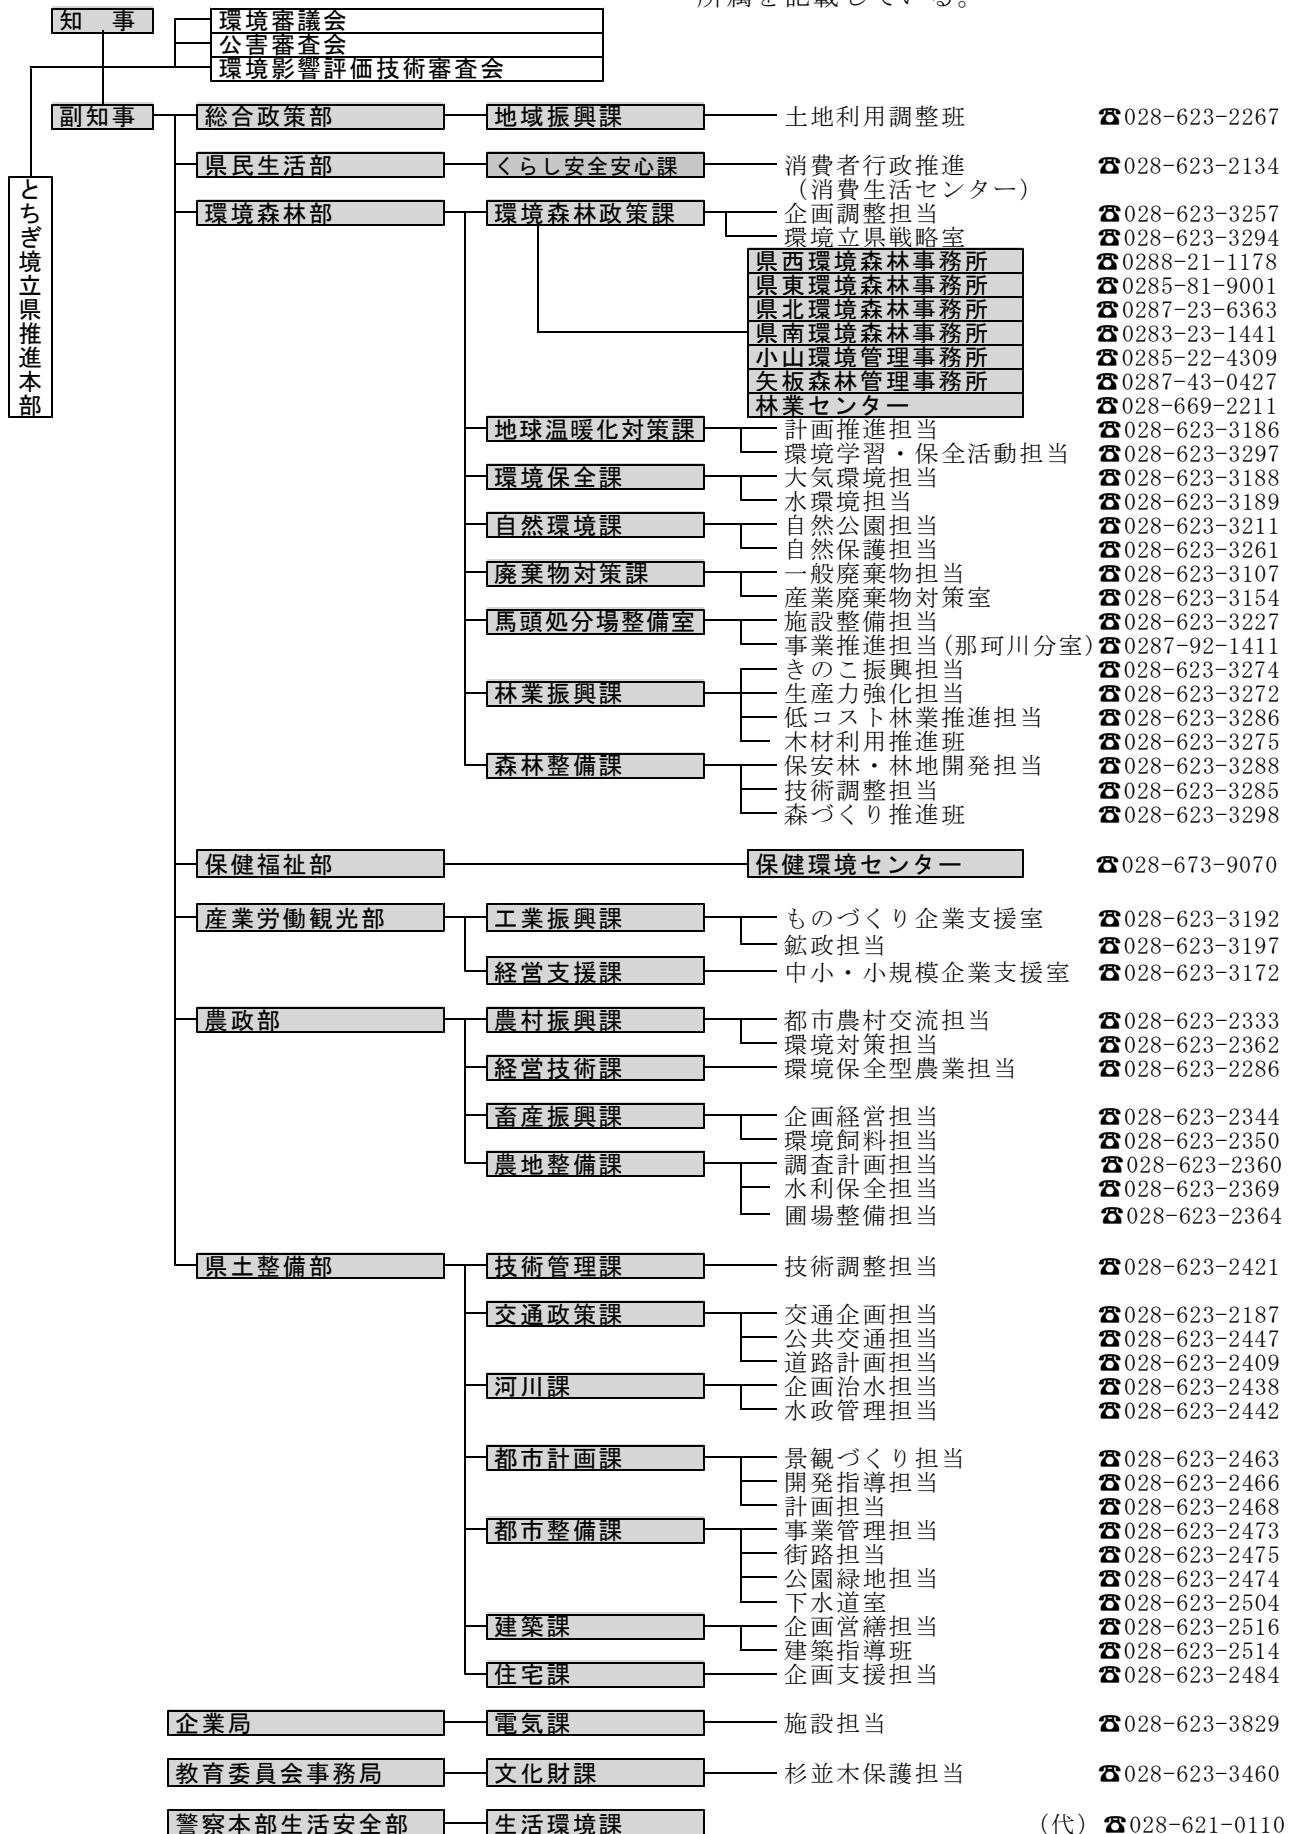 所属を記載している。
知　事
環境審議会
公害審査会
環境影響評価技術審査会
副知事 総合政策部 地域振興課 土地利用調整班 ☎028-623-2267
県民生活部 くらし安全安心課 消費者行政推進 ☎028-623-2134
（消費生活センター）
環境森林部 環境森林政策課 企画調整担当 ☎028-623-3257
環境立県戦略室 ☎028-623-3294
県西環境森林事務所 ☎0288-21-1178
県東環境森林事務所 ☎0285-81-9001
県北環境森林事務所 ☎0287-23-6363
県南環境森林事務所 ☎0283-23-1441
小山環境管理事務所 ☎0285-22-4309
矢板森林管理事務所 ☎0287-43-0427
林業センター ☎028-669-2211
とちぎ境立県推進本部
地球温暖化対策課 計画推進担当 ☎028-623-3186
環境学習・保全活動担当 ☎028-623-3297
環境保全課 大気環境担当 ☎028-623-3188
水環境担当 ☎028-623-3189
自然環境課 自然公園担当 ☎028-623-3211
自然保護担当 ☎028-623-3261
廃棄物対策課 一般廃棄物担当 ☎028-623-3107
産業廃棄物対策室 ☎028-623-3154
馬頭処分場整備室 施設整備担当 ☎028-623-3227
事業推進担当(那珂川分室) ☎0287-92-1411
きのこ振興担当 ☎028-623-3274
林業振興課 生産力強化担当 ☎028-623-3272
低コスト林業推進担当 ☎028-623-3286
木材利用推進班 ☎028-623-3275
森林整備課 保安林・林地開発担当 ☎028-623-3288
技術調整担当 ☎028-623-3285
森づくり推進班 ☎028-623-3298
保健福祉部 保健環境センター ☎028-673-9070
産業労働観光部 工業振興課 ものづくり企業支援室 ☎028-623-3192
鉱政担当 ☎028-623-3197
経営支援課 中小・小規模企業支援室 ☎028-623-3172
農政部 農村振興課 都市農村交流担当 ☎028-623-2333
環境対策担当 ☎028-623-2362
経営技術課 環境保全型農業担当 ☎028-623-2286
畜産振興課 企画経営担当 ☎028-623-2344
環境飼料担当 ☎028-623-2350
農地整備課 調査計画担当 ☎028-623-2360
水利保全担当 ☎028-623-2369
圃場整備担当 ☎028-623-2364
県土整備部 技術管理課 技術調整担当 ☎028-623-2421
交通政策課 交通企画担当 ☎028-623-2187
公共交通担当 ☎028-623-2447
道路計画担当 ☎028-623-2409
河川課 企画治水担当 ☎028-623-2438
水政管理担当 ☎028-623-2442
都市計画課 景観づくり担当 ☎028-623-2463
開発指導担当 ☎028-623-2466
計画担当 ☎028-623-2468
都市整備課 事業管理担当 ☎028-623-2473
街路担当 ☎028-623-2475
公園緑地担当 ☎028-623-2474
下水道室 ☎028-623-2504
建築課 企画営繕担当 ☎028-623-2516
建築指導班 ☎028-623-2514
住宅課 企画支援担当 ☎028-623-2484
企業局 電気課 施設担当 ☎028-623-3829
教育委員会事務局 文化財課 杉並木保護担当 ☎028-623-3460
警察本部生活安全部 生活環境課 （代）☎028-621-0110